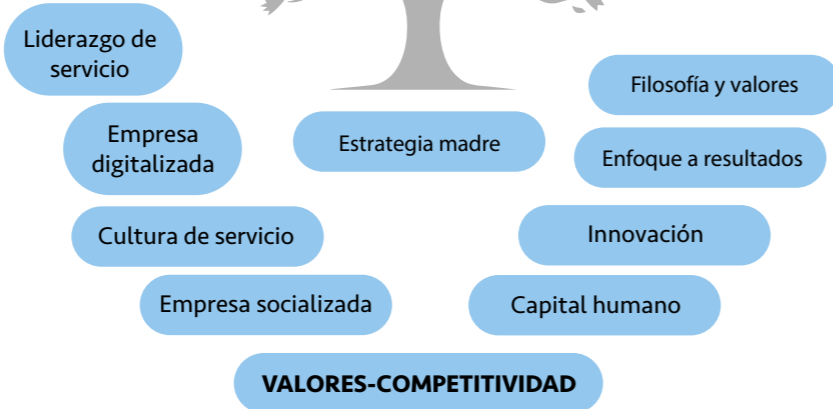 Liderazgo de
servicio
Filosofía y valores
Empresa
digitalizada
Estrategia madre
Enfoque a resultados
Cultura de servicio
Innovación
Empresa socializada
Capital humano
VALORES-COMPETITIVIDAD